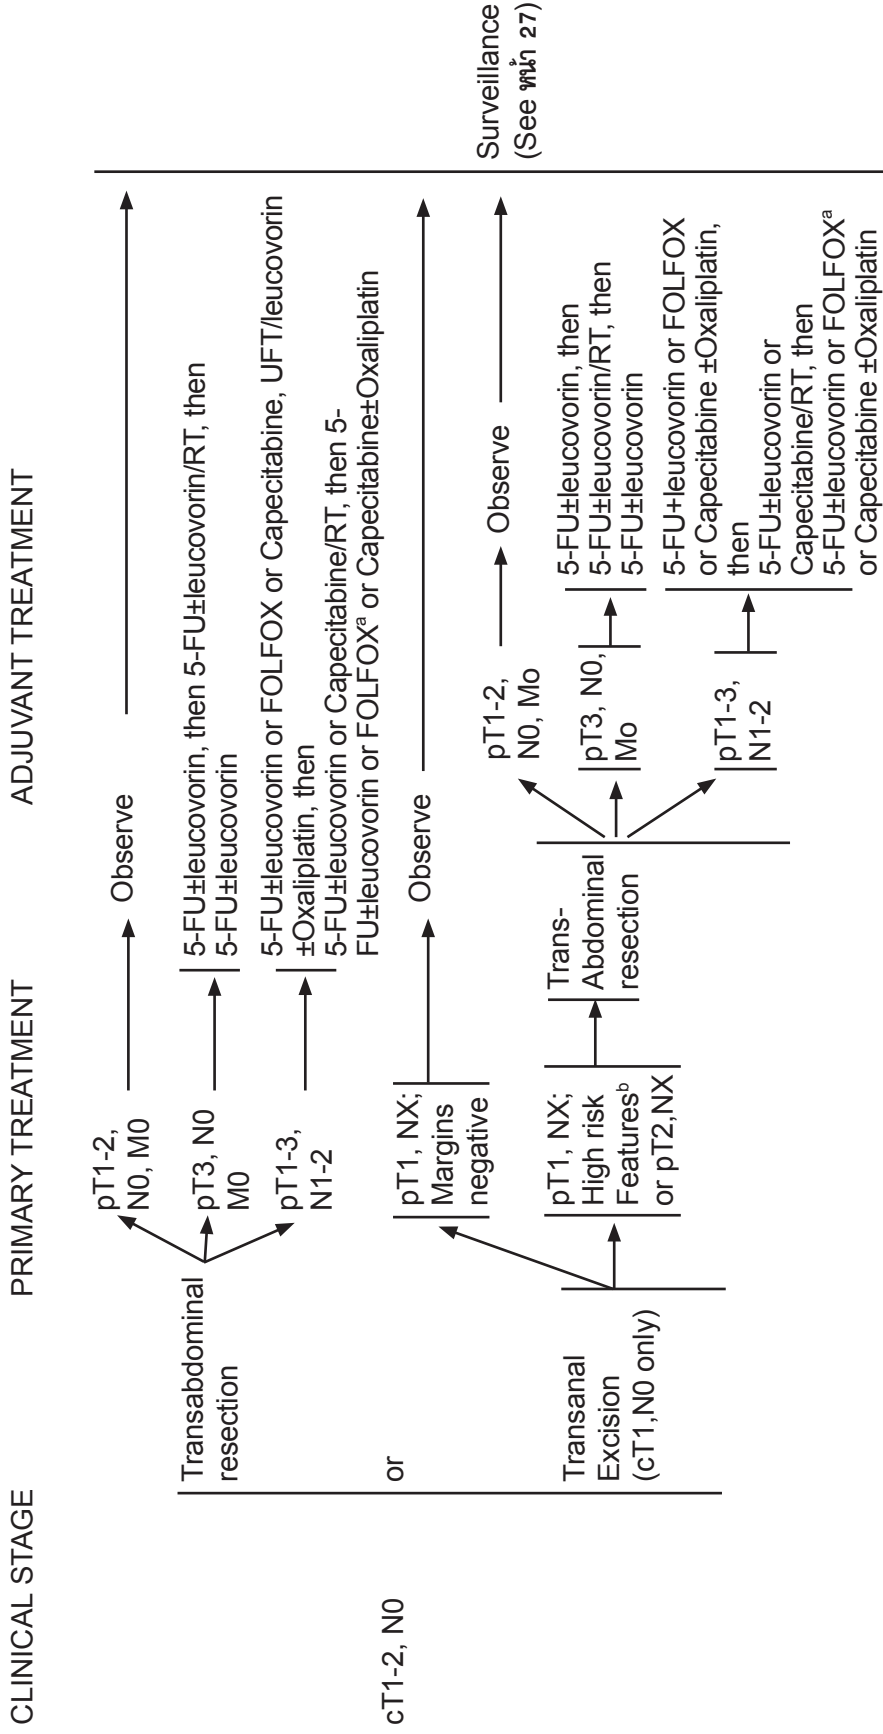 CLINICAL STAGE
PRIMARY TREATMENT
ADJUVANT TREATMENT
cT1-2, N0
Transabdominal
resection
or
Transanal
Excision
(cT1,N0 only)
pT1-2,
N0, M0
Observe
pT3, N0
M0
5-FU±leucovorin, then 5-FU±leucovorin/RT, then
5-FU±leucovorin
pT1-3,
N1-2
5-FU±leucovorin or FOLFOX or Capecitabine, UFT/leucovorin
±Oxaliplatin, then
5-FU±leucovorin or Capecitabine/RT, then 5-
FU±leucovorin or FOLFOXᵃ or Capecitabine±Oxaliplatin
pT1, NX;
Margins
negative
Observe
pT1, NX;
High risk
Featuresᵇ
or pT2,NX
Trans-
Abdominal
resection
pT1-2,
N0, Mo
Observe
pT3, N0,
Mo
5-FU±leucovorin, then
5-FU±leucovorin/RT, then
5-FU±leucovorin
pT1-3,
N1-2
5-FU+leucovorin or FOLFOX
or Capecitabine ±Oxaliplatin,
then
5-FU±leucovorin or
Capecitabine/RT, then
5-FU±leucovorin or FOLFOXᵃ
or Capecitabine ±Oxaliplatin
Surveillance
(See หน้า 27)